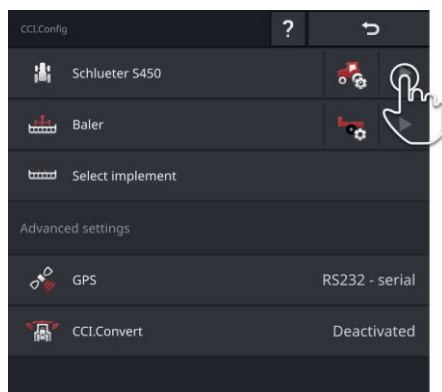 CCI.Config
?
Schlueter S450
Baler
Select implement
Advanced settings
GPS RS232 - serial
CCI.Convert Deactivated